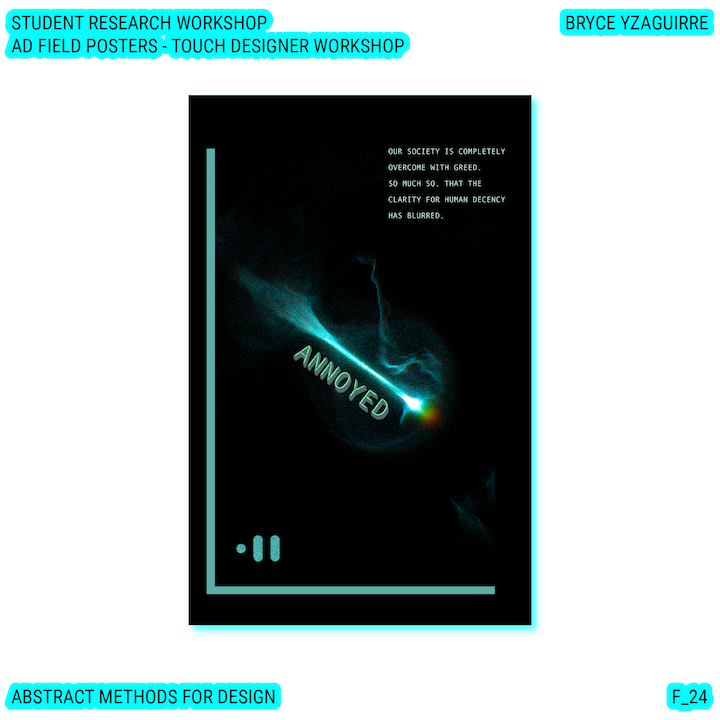 STUDENT RESEARCH WORKSHOP
AD FIELD POSTERS - TOUCH DESIGNER WORKSHOP
BRYCE YZAGUIRRE
OUR SOCIETY IS COMPLETELY
OVERCOME WITH GREED.
SO MUCH SO, THAT THE
CLARITY FOR HUMAN DECENCY
HAS BLURRED.
ANNOYED
ABSTRACT METHODS FOR DESIGN
F_24